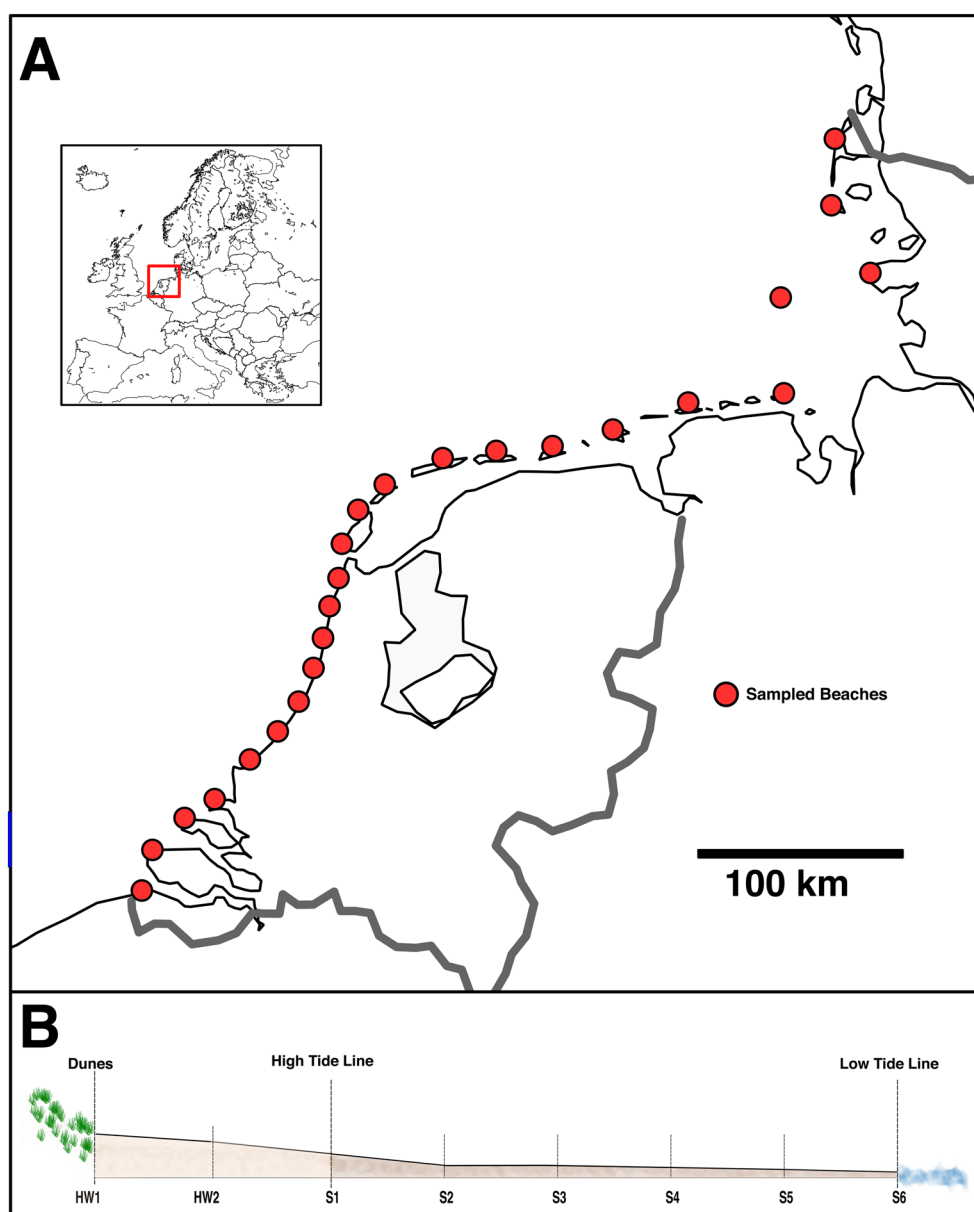 A
Sampled Beaches
100 km
B
Dunes
High Tide Line
Low Tide Line
HW1
HW2
S1
S2
S3
S4
S5
S6